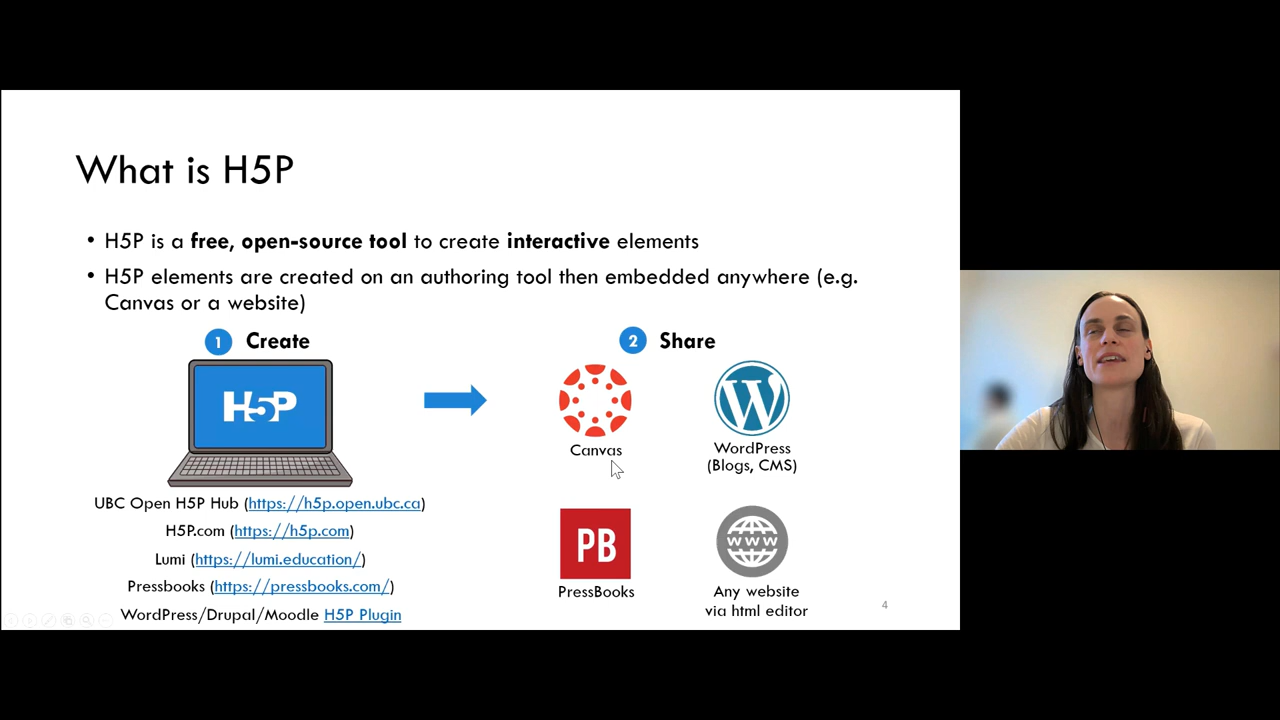 What is H5P
• H5P is a free, open-source tool to create interactive elements
• H5P elements are created on an authoring tool then embedded anywhere (e.g.
Canvas or a website)
1 Create
H5P
UBC Open H5P Hub (https://h5p.open.ubc.ca)
H5P.com (https://h5p.com)
Lumi (https://lumi.education/)
Pressbooks (https://pressbooks.com/)
WordPress/Drupal/Moodle H5P Plugin
2 Share
Canvas
W
WordPress
(Blogs, CMS)
PB
PressBooks
WWW
Any website
via html editor
4